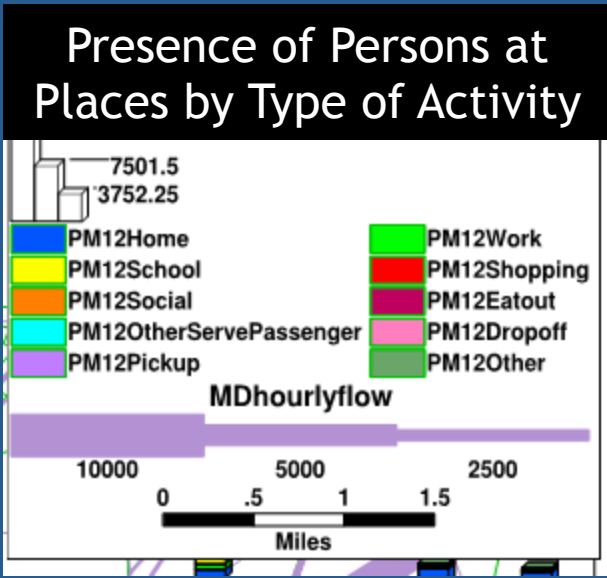 Presence of Persons at
Places by Type of Activity
7501.5
3752.25
PM12Home PM12Work
PM12School PM12Shopping
PM12Social PM12Eatout
PM12OtherServePassenger PM12Dropoff
PM12Pickup PM12Other
MDhourlyflow
10000 5000 2500
0 .5 1 1.5
Miles